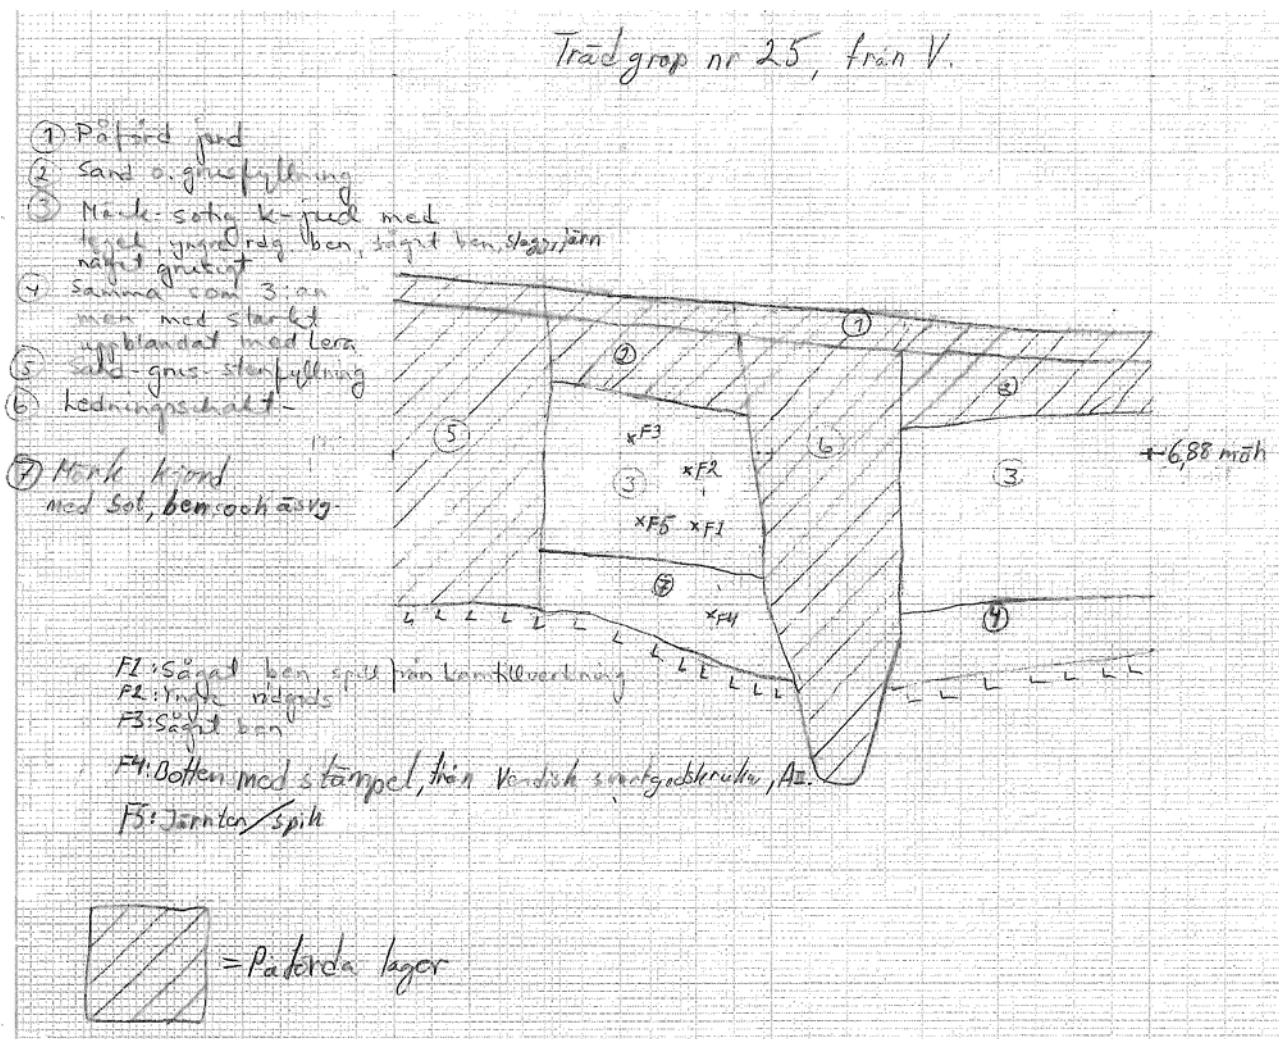 Trädgrop nr 25, från V.
① Påförd jord
② Sand o. grusfyllning
③ Mörk-sotig k-jord med
tegel, yngre rdg. ben, sågat ben, slagg, järn
något grusigt
④ Samma som 3:an
men med starkt
uppblandat med Lera
⑤ Sand-grus-stenfyllning
⑥ Ledningsschakt-
⑦ Mörk kjord
med Sot, ben och
①
②
2
⑤
③
⑥
③
×F3
×F2
×F5
×F1
⑦
×F4
④
+6,88 möh
F1: Sågat ben spill från kamtillverkning
F2: Yngre rödgods
F3: Sågat ben
F4: Botten med stämpel, från Vendisk svartgodskruka, AII.
F5: Järnten/spik
= Påförda lager